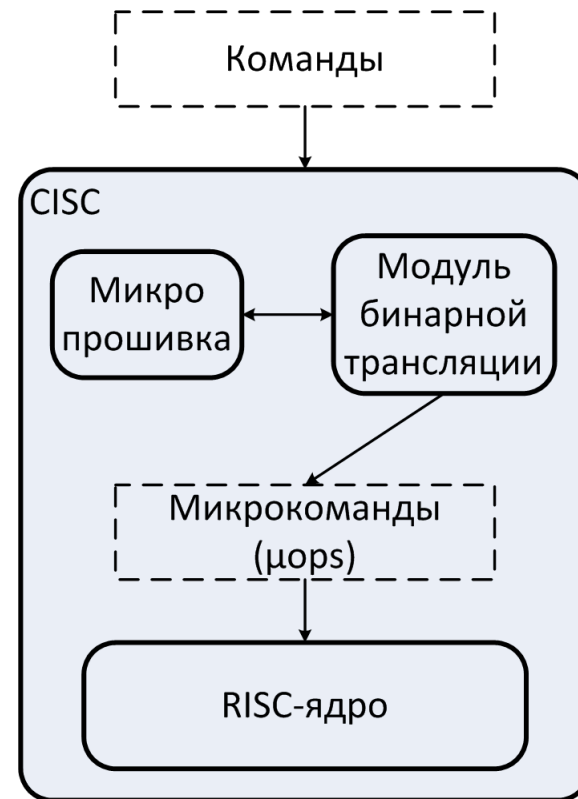 Команды
CISC
Микро
прошивка
Модуль
бинарной
трансляции
Микрокоманды
(µops)
RISC-ядро